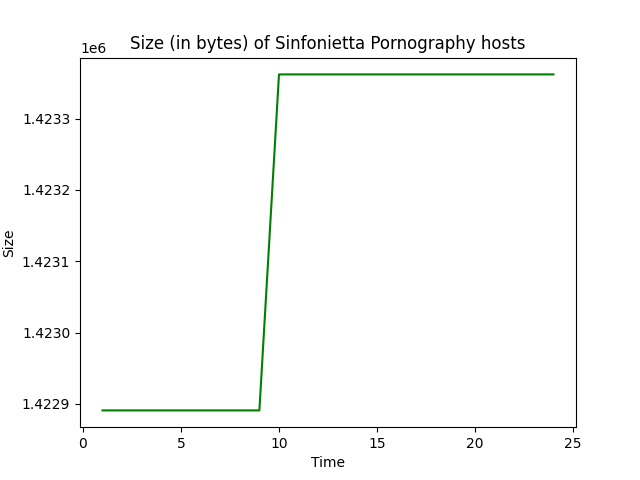 Size (in bytes) of Sinfonietta Pornography hosts
1e6
1.4233
1.4232
1.4231
1.4230
1.4229
Size
0 5 10 15 20 25
Time